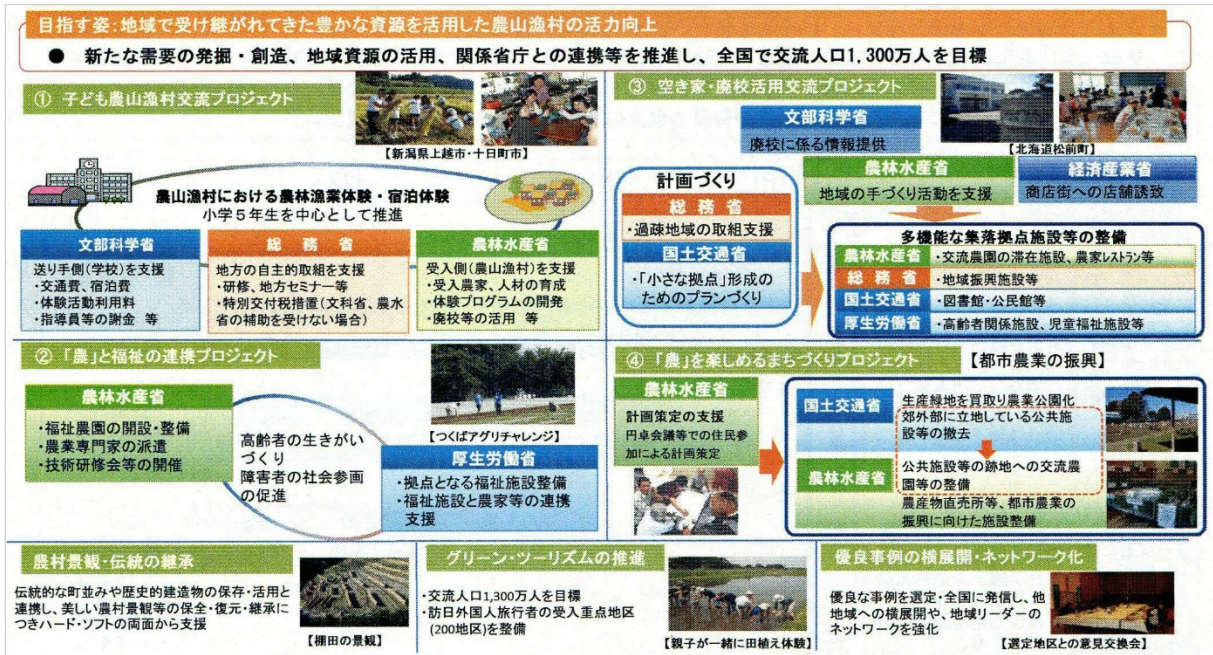 目指す姿:地域で受け継がれてきた豊かな資源を活用した農山漁村の活力向上
● 新たな需要の発掘・創造、地域資源の活用、関係省庁との連携等を推進し、全国で交流人口1,300万人を目標
① 子ども農山漁村交流プロジェクト
【新潟県上越市・十日町市】
農山漁村における農林漁業体験・宿泊体験
小学5年生を中心として推進
文部科学省
送り手側(学校)を支援
・交通費、宿泊費
・体験活動利用料
・指導員等の謝金 等
総務省
地方の自主的取組を支援
・研修、地方セミナー等
・特別交付税措置(文科省、農水
省の補助を受けない場合)
農林水産省
受入側(農山漁村)を支援
・受入農家、人材の育成
・体験プログラムの開発
・廃校等の活用 等
② 「農」と福祉の連携プロジェクト
農林水産省
・福祉農園の開設・整備
・農業専門家の派遣
・技術研修会等の開催
高齢者の生きがい
づくり
障害者の社会参画
の促進
【つくばアグリチャレンジ】
厚生労働省
・拠点となる福祉施設整備
・福祉施設と農家等の連携
支援
③ 空き家・廃校活用交流プロジェクト
文部科学省
廃校に係る情報提供
【北海道松前町】
農林水産省
地域の手づくり活動を支援
経済産業省
商店街への店舗誘致
計画づくり
総務省
・過疎地域の取組支援
国土交通省
・「小さな拠点」形成の
ためのプランづくり
多機能な集落拠点施設等の整備
農林水産省 ・交流農園の滞在施設、農家レストラン等
総務省 ・地域振興施設等
国土交通省 ・図書館・公民館等
厚生労働省 ・高齢者関係施設、児童福祉施設等
④ 「農」を楽しめるまちづくりプロジェクト 【都市農業の振興】
農林水産省
計画策定の支援
円卓会議等での住民参
加による計画策定
国土交通省
生産緑地を買取り農業公園化
郊外部に立地している公共施
設等の撤去
農林水産省
公共施設等の跡地への交流農
園等の整備
農産物直売所等、都市農業の
振興に向けた施設整備
農村景観・伝統の継承
伝統的な町並みや歴史的建造物の保存・活用と
連携し、美しい農村景観等の保全・復元・継承に
つきハード・ソフトの両面から支援
【棚田の景観】
グリーン・ツーリズムの推進
・交流人口1,300万人を目標
・訪日外国人旅行者の受入重点地区
(200地区)を整備
【親子が一緒に田植え体験】
優良事例の横展開・ネットワーク化
優良な事例を選定・全国に発信し、他
地域への横展開や、地域リーダーの
ネットワークを強化
【選定地区との意見交換会】